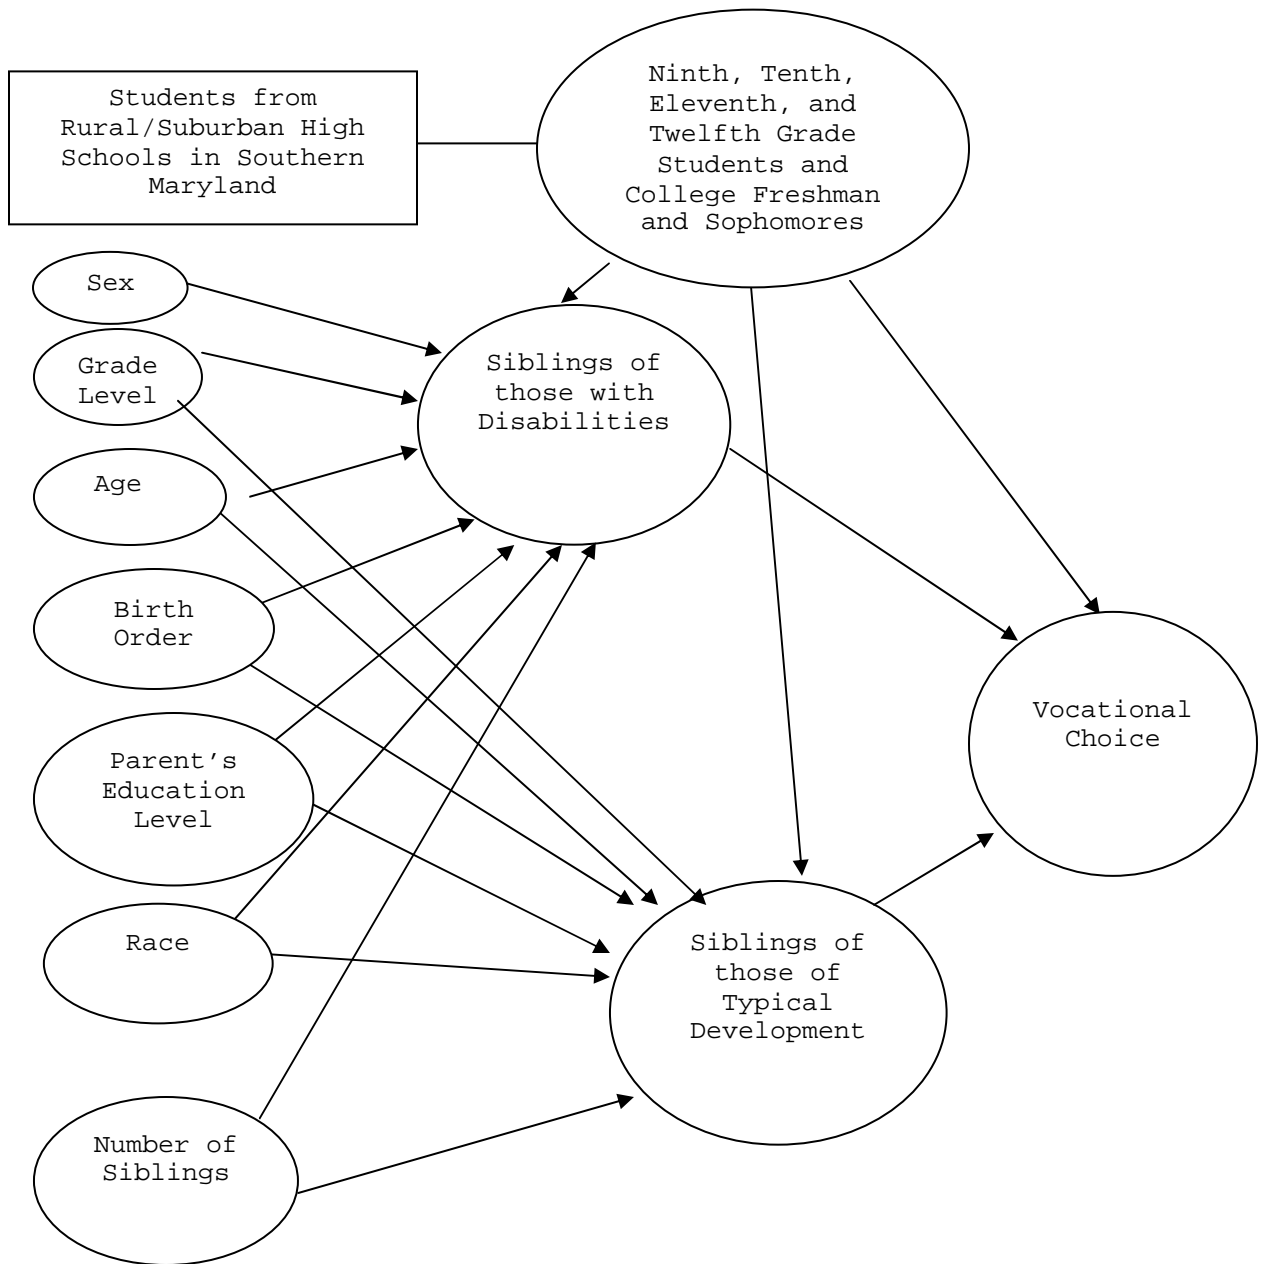 Students from
Rural/Suburban High
Schools in Southern
Maryland
Ninth, Tenth,
Eleventh, and
Twelfth Grade
Students and
College Freshman
and Sophomores
Sex
Grade
Level
Siblings of
those with
Disabilities
Age
Birth
Order
Parent’s
Education
Level
Vocational
Choice
Race
Siblings of
those of
Typical
Development
Number of
Siblings